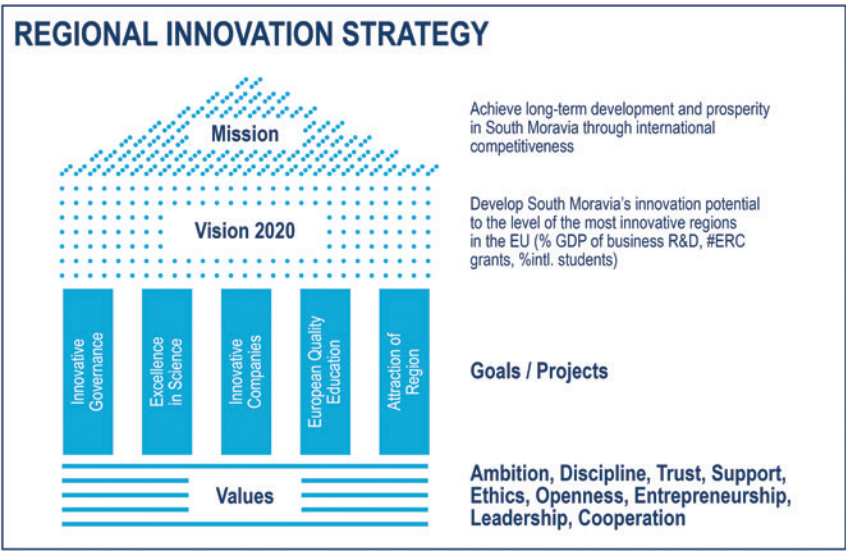 REGIONAL INNOVATION STRATEGY
Mission
Achieve long-term development and prosperity
in South Moravia through international
competitiveness
Vision 2020
Develop South Moravia's innovation potential
to the level of the most innovative regions
in the EU (% GDP of business R&D, #ERC
grants, %intl. students)
Innovative
Governance
Excellence
in Science
Innovative
Companies
European Quality
Education
Attraction of
Region
Goals / Projects
Values
Ambition, Discipline, Trust, Support,
Ethics, Openness, Entrepreneurship,
Leadership, Cooperation